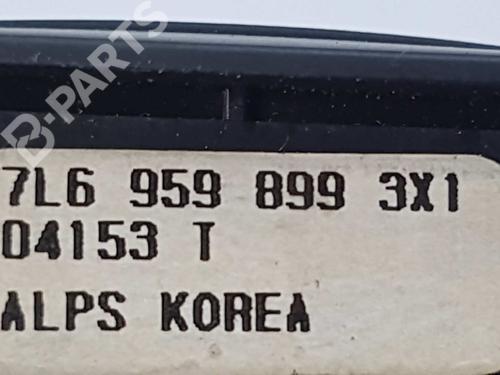 B-PARTS
7L6 959 899 3X1
04153 T
ALPS KOREA